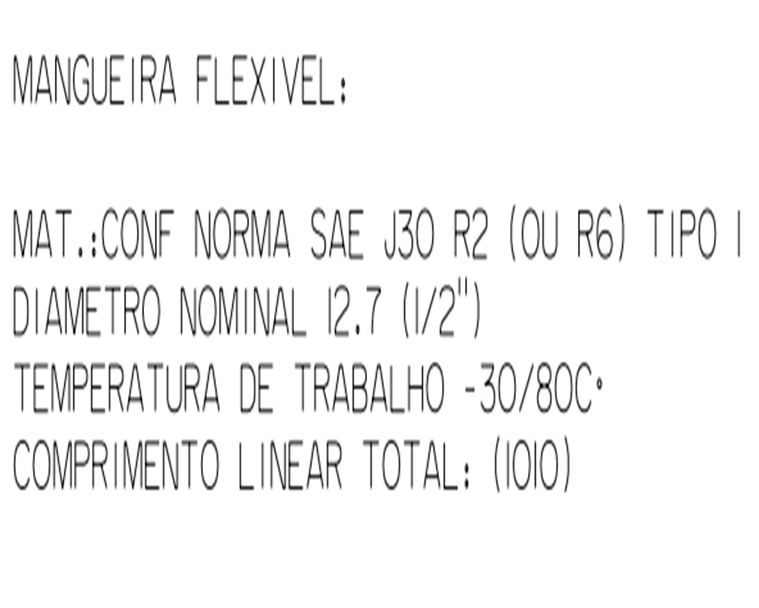 MANGUEIRA FLEXIVEL:
MAT.:CONF NORMA SAE J30 R2 (OU R6) TIPO 1
DIAMETRO NOMINAL 12.7 (1/2")
TEMPERATURA DE TRABALHO -30/80C°
COMPRIMENTO LINEAR TOTAL: (1010)